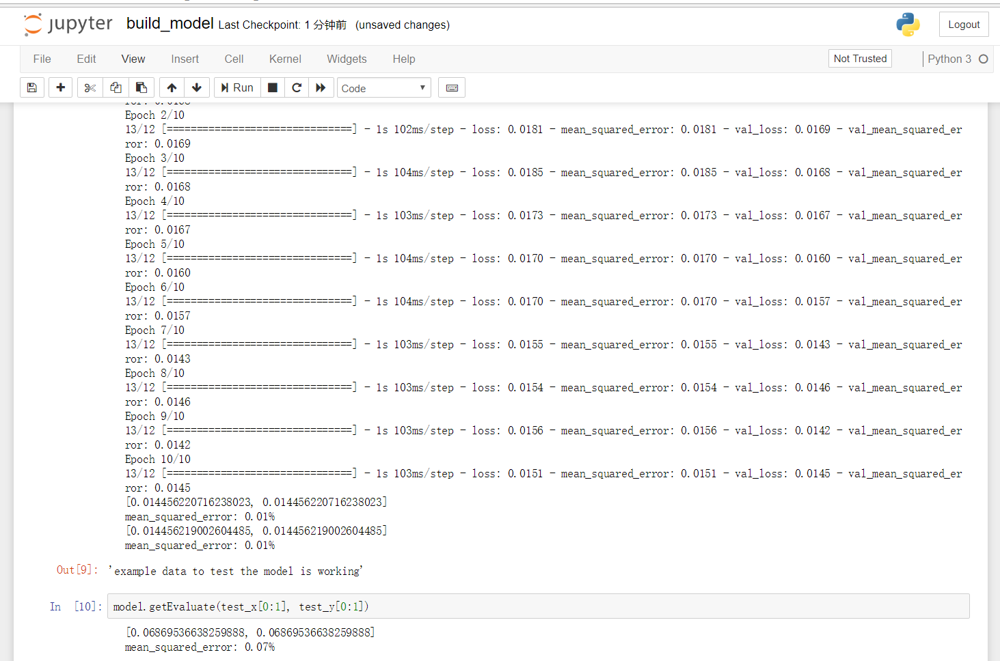 jupyter build_model Last Checkpoint: 1 分钟前 (unsaved changes)
Logout
File Edit View Insert Cell Kernel Widgets Help
Not Trusted
Python 3
Run
Code
Epoch 2/10
13/12 [==============================] - 1s 102ms/step - loss: 0.0181 - mean_squared_error: 0.0181 - val_loss: 0.0169 - val_mean_squared_er
ror: 0.0169
Epoch 3/10
13/12 [==============================] - 1s 104ms/step - loss: 0.0185 - mean_squared_error: 0.0185 - val_loss: 0.0168 - val_mean_squared_er
ror: 0.0168
Epoch 4/10
13/12 [==============================] - 1s 103ms/step - loss: 0.0173 - mean_squared_error: 0.0173 - val_loss: 0.0167 - val_mean_squared_er
ror: 0.0167
Epoch 5/10
13/12 [==============================] - 1s 104ms/step - loss: 0.0170 - mean_squared_error: 0.0170 - val_loss: 0.0160 - val_mean_squared_er
ror: 0.0160
Epoch 6/10
13/12 [==============================] - 1s 104ms/step - loss: 0.0170 - mean_squared_error: 0.0170 - val_loss: 0.0157 - val_mean_squared_er
ror: 0.0157
Epoch 7/10
13/12 [==============================] - 1s 103ms/step - loss: 0.0155 - mean_squared_error: 0.0155 - val_loss: 0.0143 - val_mean_squared_er
ror: 0.0143
Epoch 8/10
13/12 [==============================] - 1s 103ms/step - loss: 0.0154 - mean_squared_error: 0.0154 - val_loss: 0.0146 - val_mean_squared_er
ror: 0.0146
Epoch 9/10
13/12 [==============================] - 1s 103ms/step - loss: 0.0156 - mean_squared_error: 0.0156 - val_loss: 0.0142 - val_mean_squared_er
ror: 0.0142
Epoch 10/10
13/12 [==============================] - 1s 103ms/step - loss: 0.0151 - mean_squared_error: 0.0151 - val_loss: 0.0145 - val_mean_squared_er
ror: 0.0145
[0.014456220716238023, 0.014456220716238023]
mean_squared_error: 0.01%
[0.014456219002604485, 0.014456219002604485]
mean_squared_error: 0.01%
Out[9]: 'example data to test the model is working'
In [10]: model.getEvaluate(test_x[0:1], test_y[0:1])
[0.06869536638259888, 0.06869536638259888]
mean_squared_error: 0.07%